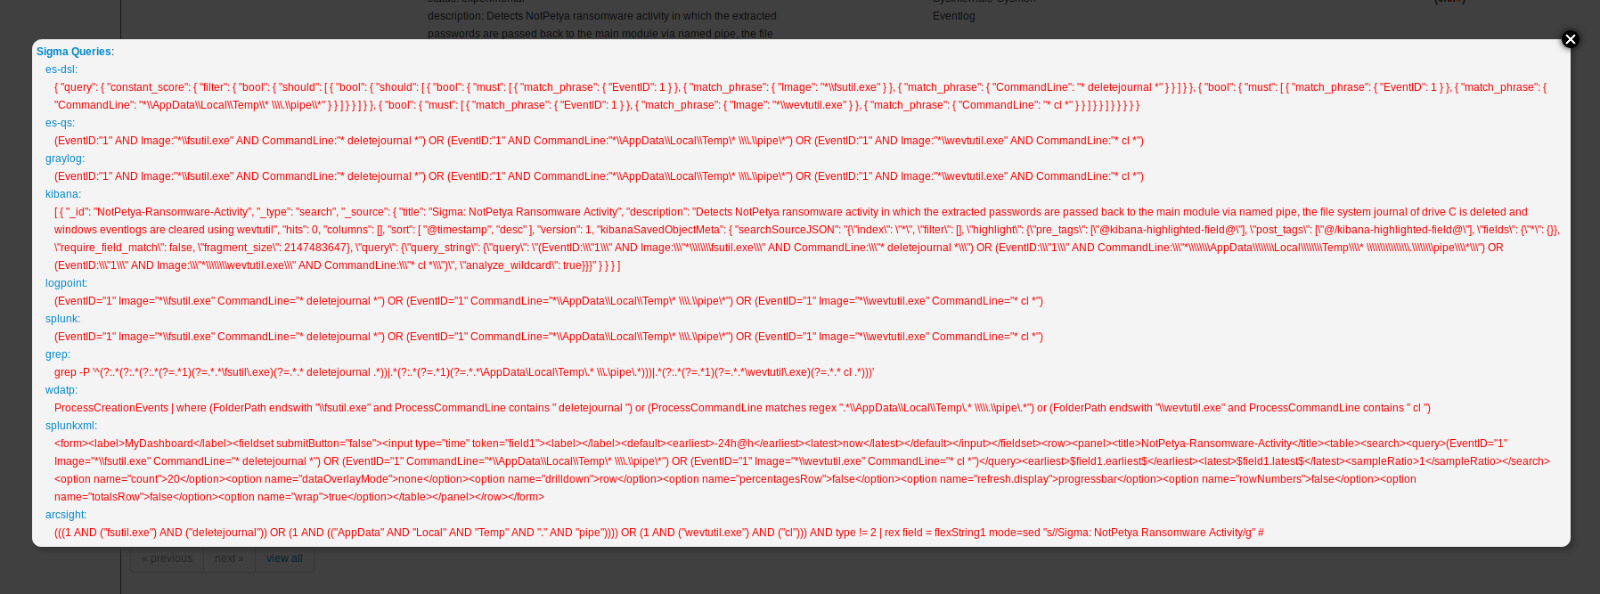 status: experimental
Sysinternals Sysmon
description: Detects NotPetya ransomware activity in which the extracted
Eventlog
passwords are passed back to the main module via named pipe, the file
Sigma Queries:
es-dsl:
{ "query": { "constant_score": { "filter": { "bool": { "should": [ { "bool": { "should": [ { "bool": { "must": [ { "match_phrase": { "EventID": 1 } }, { "match_phrase": { "Image": "*\\fsutil.exe" } }, { "match_phrase": { "CommandLine": "* deletejournal *" } } ] } }, { "bool": { "must": [ { "match_phrase": { "EventID": 1 } }, { "match_phrase": {
"CommandLine": "*\\AppData\\Local\\Temp\\* \\\\.\\pipe\\*" } } ] } } ] } }, { "bool": { "must": [ { "match_phrase": { "EventID": 1 } }, { "match_phrase": { "Image": "*\\wevtutil.exe" } }, { "match_phrase": { "CommandLine": "* cl *" } } ] } } ] } } } } }
es-qs:
(EventID:"1" AND Image:"*\\fsutil.exe" AND CommandLine:"* deletejournal *") OR (EventID:"1" AND CommandLine:"*\\AppData\\Local\\Temp\* \\\\.\\pipe\*") OR (EventID:"1" AND Image:"*\\wevtutil.exe" AND CommandLine:"* cl *")
graylog:
(EventID:"1" AND Image:"*\\fsutil.exe" AND CommandLine:"* deletejournal *") OR (EventID:"1" AND CommandLine:"*\\AppData\\Local\\Temp\* \\\\.\\pipe\*") OR (EventID:"1" AND Image:"*\\wevtutil.exe" AND CommandLine:"* cl *")
kibana:
[ { "_id": "NotPetya-Ransomware-Activity", "_type": "search", "_source": { "title": "Sigma: NotPetya Ransomware Activity", "description": "Detects NotPetya ransomware activity in which the extracted passwords are passed back to the main module via named pipe, the file system journal of drive C is deleted and
windows eventlogs are cleared using wevtutil", "hits": 0, "columns": [], "sort": [ "@timestamp", "desc" ], "version": 1, "kibanaSavedObjectMeta": { "searchSourceJSON": "{\"index\": \"*\", \"filter\": [], \"highlight\": {\"pre_tags\": [\"@kibana-highlighted-field@\"], \"post_tags\": [\"@/kibana-highlighted-field@\"], \"fields\": {\"*\": {}},
\"require_field_match\": false, \"fragment_size\": 2147483647}, \"query\": {\"query_string\": {\"query\": \"(EventID:\\\"1\\\" AND Image:\\\"*\\\\\\\\fsutil.exe\\\" AND CommandLine:\\\"* deletejournal *\\\") OR (EventID:\\\"1\\\" AND CommandLine:\\\"*\\\\\\\\AppData\\\\\\\\Local\\\\\\\\Temp\\\\* \\\\\\\\\\\\\\\\.\\\\\\\\pipe\\\\*\\\") OR
(EventID:\\\"1\\\" AND Image:\\\"*\\\\\\\\wevtutil.exe\\\" AND CommandLine:\\\"* cl *\\\")\", \"analyze_wildcard\": true}}}" } } } ]
logpoint:
(EventID="1" Image="*\\fsutil.exe" CommandLine="* deletejournal *") OR (EventID="1" CommandLine="*\\AppData\\Local\\Temp\* \\\\.\\pipe\*") OR (EventID="1" Image="*\\wevtutil.exe" CommandLine="* cl *")
splunk:
(EventID="1" Image="*\\fsutil.exe" CommandLine="* deletejournal *") OR (EventID="1" CommandLine="*\\AppData\\Local\\Temp\* \\\\.\\pipe\*") OR (EventID="1" Image="*\\wevtutil.exe" CommandLine="* cl *")
grep:
grep -P '^(?:.*(?:.*(?:.*(?=.*1)(?=.*.*\fsutil\.exe)(?=.*.* deletejournal .*))|.*(?:.*(?=.*1)(?=.*.*\AppData\Local\Temp\.* \\\.\pipe\.*)))|.*(?:.*(?=.*1)(?=.*.*\wevtutil\.exe)(?=.*.* cl .*)))'
wdatp:
ProcessCreationEvents | where (FolderPath endswith "\\fsutil.exe" and ProcessCommandLine contains " deletejournal ") or (ProcessCommandLine matches regex ".*\\AppData\\Local\\Temp\.* \\\\\.\\pipe\.*") or (FolderPath endswith "\\wevtutil.exe" and ProcessCommandLine contains " cl ")
splunkxml:
<form><label>MyDashboard</label><fieldset submitButton="false"><input type="time" token="field1"><label></label><default><earliest>-24h@h</earliest><latest>now</latest></default></input></fieldset><row><panel><title>NotPetya-Ransomware-Activity</title><table><search><query>(EventID="1"
Image="*\\fsutil.exe" CommandLine="* deletejournal *") OR (EventID="1" CommandLine="*\\AppData\\Local\\Temp\* \\\\.\\pipe\*") OR (EventID="1" Image="*\\wevtutil.exe" CommandLine="* cl *")</query><earliest>$field1.earliest$</earliest><latest>$field1.latest$</latest><sampleRatio>1</sampleRatio></search>
<option name="count">20</option><option name="dataOverlayMode">none</option><option name="drilldown">row</option><option name="percentagesRow">false</option><option name="refresh.display">progressbar</option><option name="rowNumbers">false</option><option
name="totalsRow">false</option><option name="wrap">true</option></table></panel></row></form>
arcsight:
(((1 AND ("fsutil.exe") AND ("deletejournal")) OR (1 AND (("AppData" AND "Local" AND "Temp" AND "." AND "pipe")))) OR (1 AND ("wevtutil.exe") AND ("cl"))) AND type != 2 | rex field = flexString1 mode=sed "s//Sigma: NotPetya Ransomware Activity/g" #
« previous
next »
view all